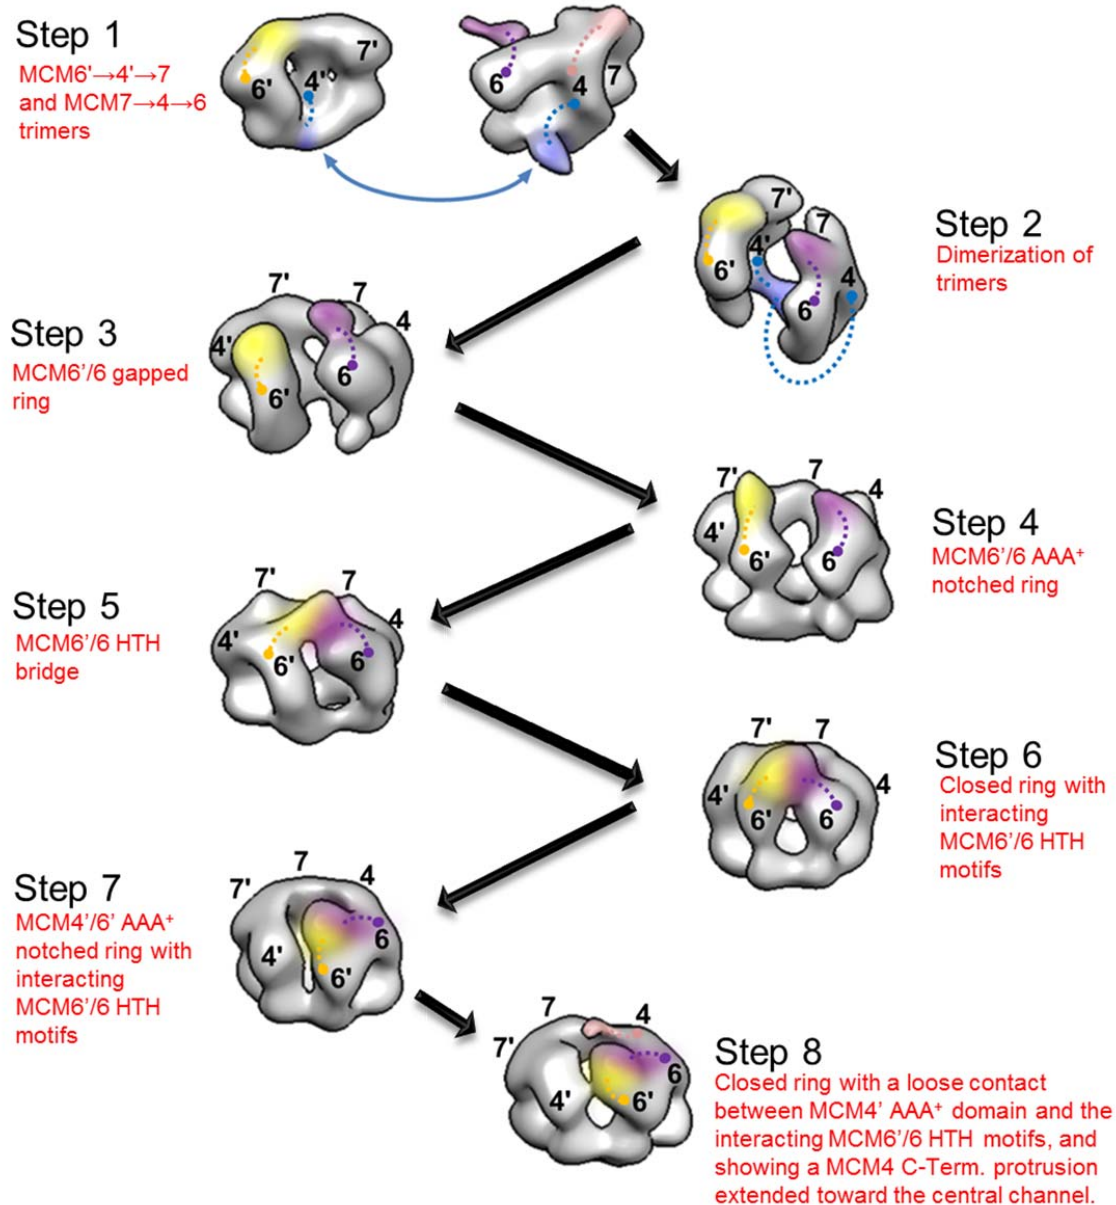 Step 1
MCM6'→4'→7
and MCM7→4→6
trimers
6'
4'
7'
6
4
7
Step 2
Dimerization of
trimers
7'
7
4'
6'
4
6
Step 3
MCM6'/6 gapped
ring
7'
7
4
4'
6
6'
Step 4
MCM6'/6 AAA+
notched ring
7'
7
4
4'
6'
6
Step 5
MCM6'/6 HTH
bridge
7'
7
4
4'
6'
6
Step 6
Closed ring with
interacting
MCM6'/6 HTH
motifs
7'
7
4
4'
6'
6
Step 7
MCM4'/6' AAA+
notched ring with
interacting
MCM6'/6 HTH
motifs
7
4
7'
6
4'
6'
Step 8
Closed ring with a loose contact
between MCM4' AAA+ domain and the
interacting MCM6'/6 HTH motifs, and
showing a MCM4 C-Term. protrusion
extended toward the central channel.
7
4
7'
6
4'
6'